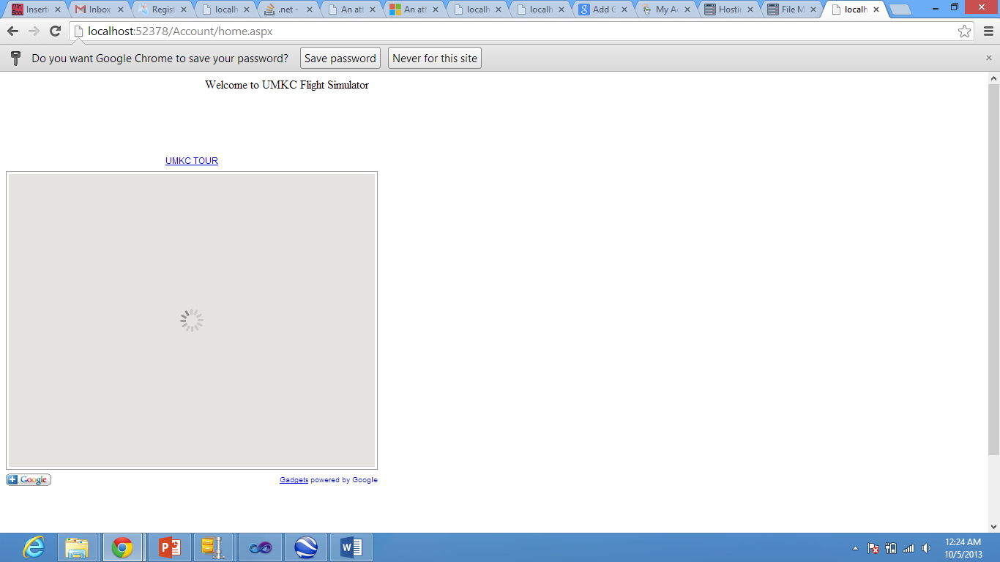 Inserti Inbox Regist localh .net - An att An att localh localh Add G My Ac Hostin File M localh
localhost:52378/Account/home.aspx
Do you want Google Chrome to save your password? Save password Never for this site
Welcome to UMKC Flight Simulator
UMKC TOUR
Google Gadgets powered by Google
12:24 AM
10/5/2013